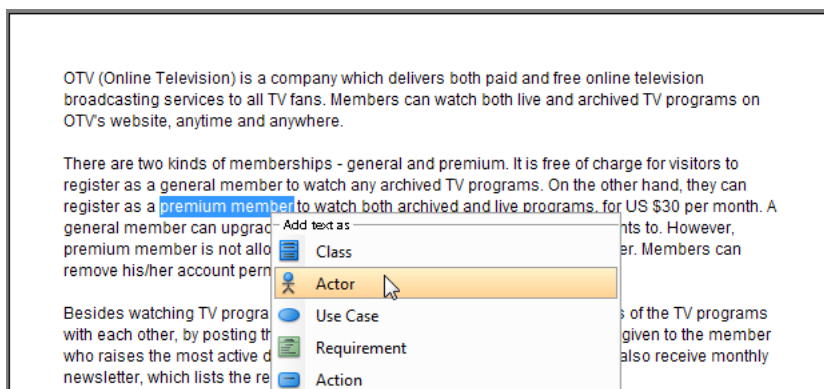 OTV (Online Television) is a company which delivers both paid and free online television
broadcasting services to all TV fans. Members can watch both live and archived TV programs on
OTV's website, anytime and anywhere.
There are two kinds of memberships - general and premium. It is free of charge for visitors to
register as a general member to watch any archived TV programs. On the other hand, they can
register as a premium member to watch both archived and live programs, for US $30 per month. A
general member can upgrad nts to. However,
premium member is not allo er. Members can
remove his/her account perm
Besides watching TV progra s of the TV programs
with each other, by posting th given to the member
who raises the most active d also receive monthly
newsletter, which lists the re
Add text as
Class
Actor
Use Case
Requirement
Action